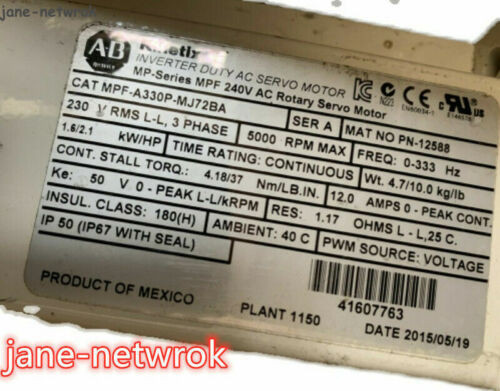 jane-netwrok
AB Kinetix
INVERTER DUTY AC SERVO MOTOR
MP-Series MPF 240V AC Rotary Servo Motor
CAT MPF-A330P-MJ72BA
SER A
MAT NO PN-12588
230 V RMS L-L, 3 PHASE
5000 RPM MAX
FREQ: 0-333 Hz
1.6/2.1 kW/HP
TIME RATING: CONTINUOUS
Wt. 4.7/10.0 kg/lb
CONT. STALL TORQ.: 4.18/37 Nm/LB.IN.
12.0 AMPS 0 - PEAK CONT.
Ke: 50 V 0 - PEAK L-L/kRPM
RES: 1.17 OHMS L - L,25 C.
INSUL. CLASS: 180(H)
AMBIENT: 40 C
PWM SOURCE: VOLTAGE
IP 50 (IP67 WITH SEAL)
PRODUCT OF MEXICO
PLANT 1150
41607763
DATE 2015/05/19
jane-netwrok